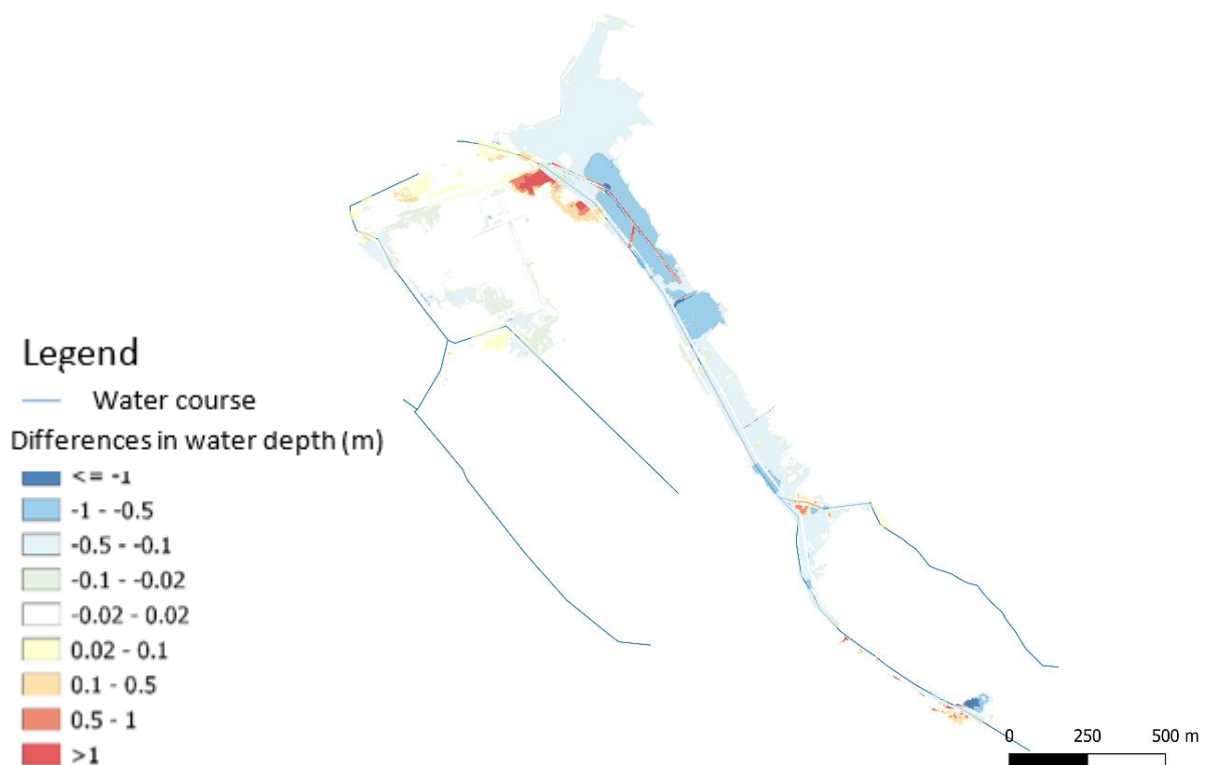 Legend
Water course
Differences in water depth (m)
<= -1
-1 - -0.5
-0.5 - -0.1
-0.1 - -0.02
-0.02 - 0.02
0.02 - 0.1
0.1 - 0.5
0.5 - 1
>1
0 250 500 m